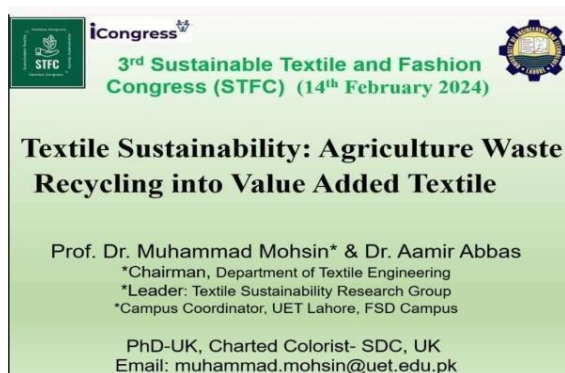 STFC
iCongress
3rd Sustainable Textile and Fashion
Congress (STFC) (14th February 2024)
Textile Sustainability: Agriculture Waste
Recycling into Value Added Textile
Prof. Dr. Muhammad Mohsin* & Dr. Aamir Abbas
*Chairman, Department of Textile Engineering
*Leader: Textile Sustainability Research Group
*Campus Coordinator, UET Lahore, FSD Campus
PhD-UK, Charted Colorist- SDC, UK
Email: muhammad.mohsin@uet.edu.pk